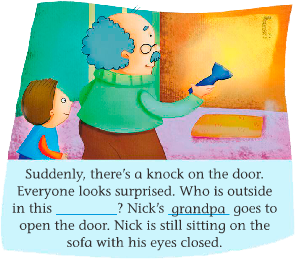 Suddenly, there's a knock on the door.
Everyone looks surprised. Who is outside
in this ________? Nick's grandpa goes to
open the door. Nick is still sitting on the
sofa with his eyes closed.